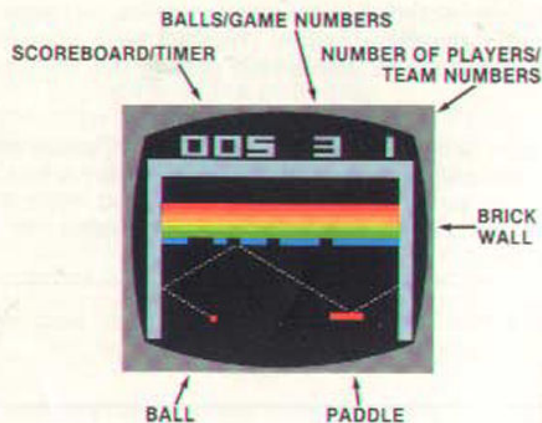 BALLS/GAME NUMBERS
SCOREBOARD/TIMER
NUMBER OF PLAYERS/
TEAM NUMBERS
005 3 1
BRICK
WALL
BALL
PADDLE